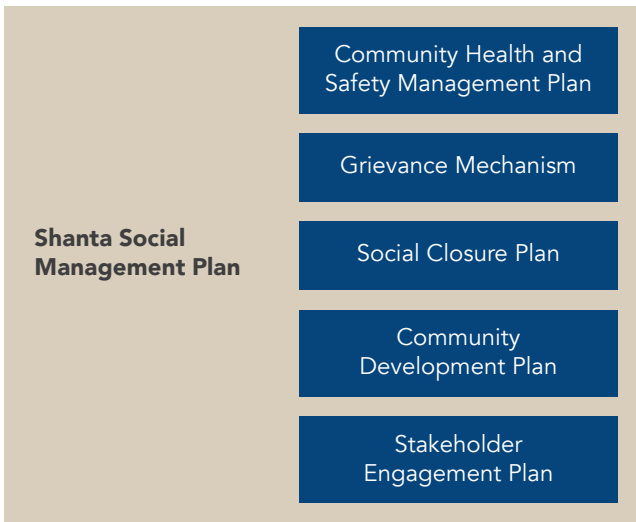 Community Health and
Safety Management Plan
Grievance Mechanism
Shanta Social
Management Plan
Social Closure Plan
Community
Development Plan
Stakeholder
Engagement Plan